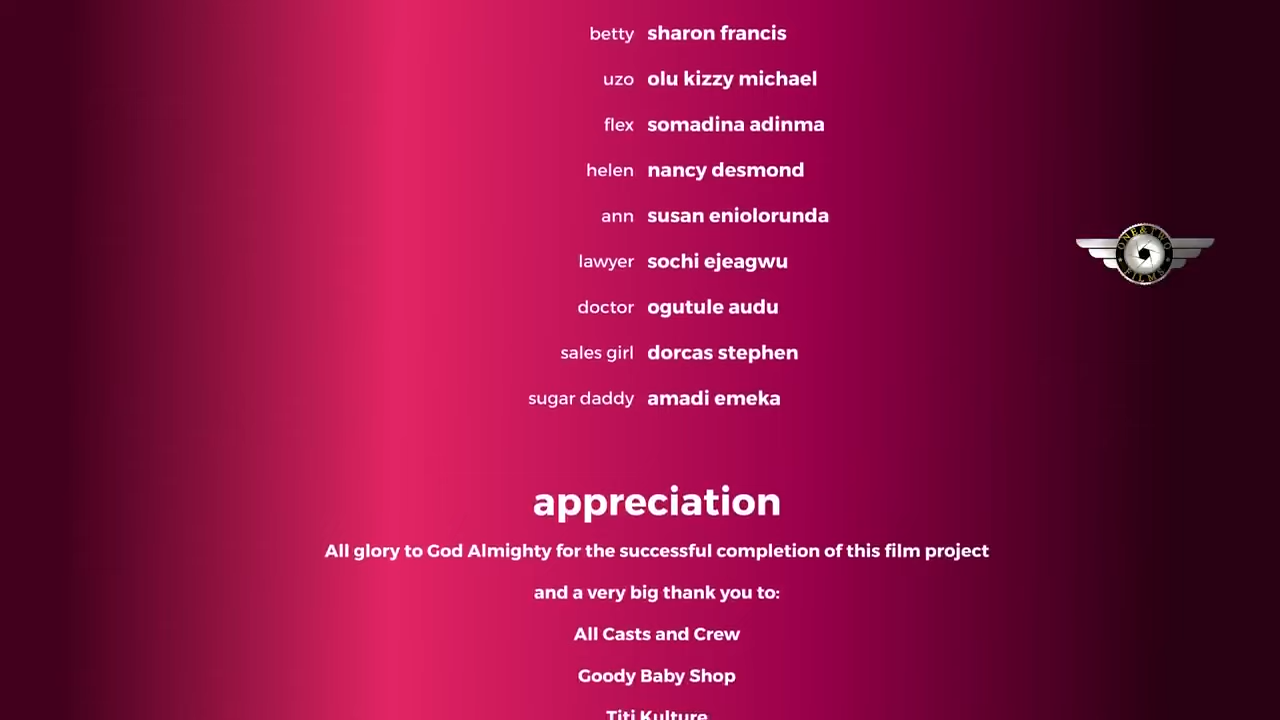 betty sharon francis
uzo olu kizzy michael
flex somadina adinma
helen nancy desmond
ann susan eniolorunda
lawyer sochi ejeagwu
doctor ogutule audu
sales girl dorcas stephen
sugar daddy amadi emeka
ONE & TWO
FILMS
appreciation
All glory to God Almighty for the successful completion of this film project
and a very big thank you to:
All Casts and Crew
Goody Baby Shop
Titi Kulture